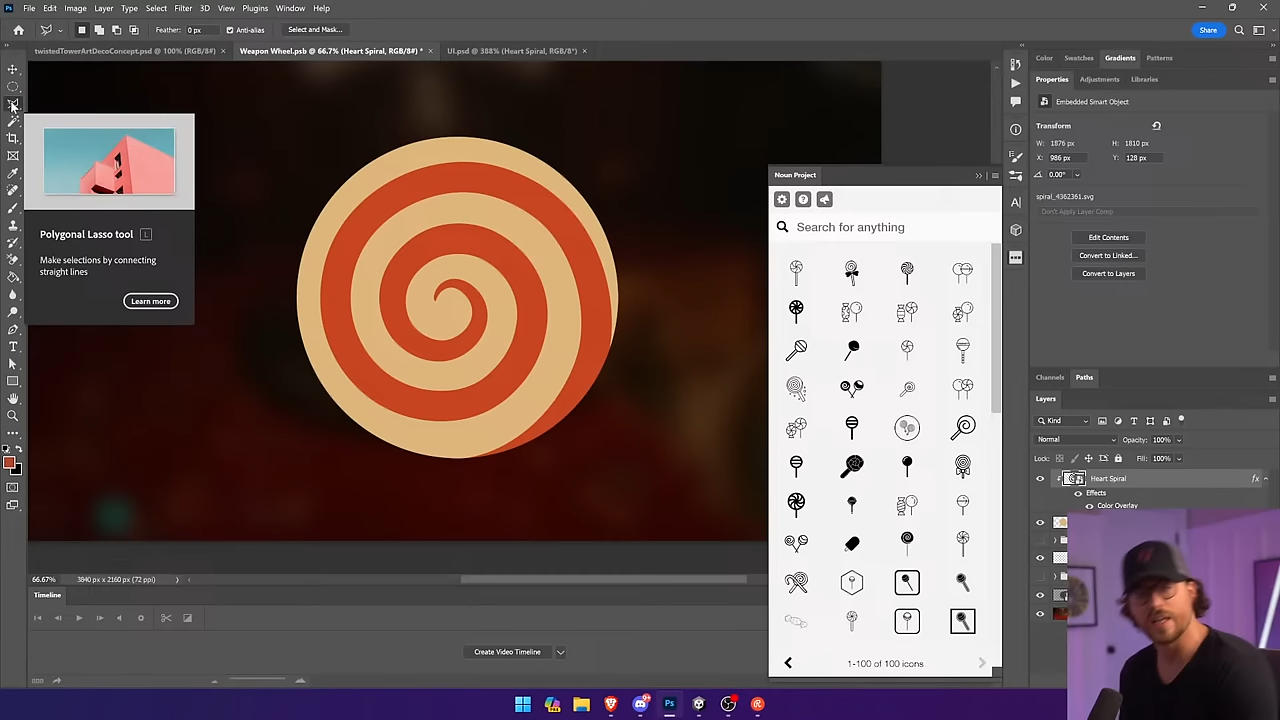 Ps File Edit Image Layer Type Select Filter 3D View Plugins Window Help
Feather: 0 px Anti-alias Select and Mask... Share
twistedTowerArtDecoConcept.psd @ 100% (RGB/8#) × Weapon Wheel.psb @ 66.7% (Heart Spiral, RGB/8#) * × UI.psd @ 388% (Heart Spiral, RGB/8*) ×
Polygonal Lasso tool L
Make selections by connecting
straight lines
Learn more
Noun Project
Search for anything
1-100 of 100 icons
Color Swatches Gradients Patterns
Properties Adjustments Libraries
Embedded Smart Object
Transform
W: 1876 px H: 1810 px
X: 986 px Y: 128 px
0.00°
spiral_4362361.svg
Don't Apply Layer Comp
Edit Contents
Convert to Linked...
Convert to Layers
Channels Paths
Layers
Kind
Normal Opacity: 100%
Lock: Fill: 100%
Heart Spiral fx
Effects
Color Overlay
66.67% 3840 px x 2160 px (72 ppi)
Timeline
Create Video Timeline
Ps